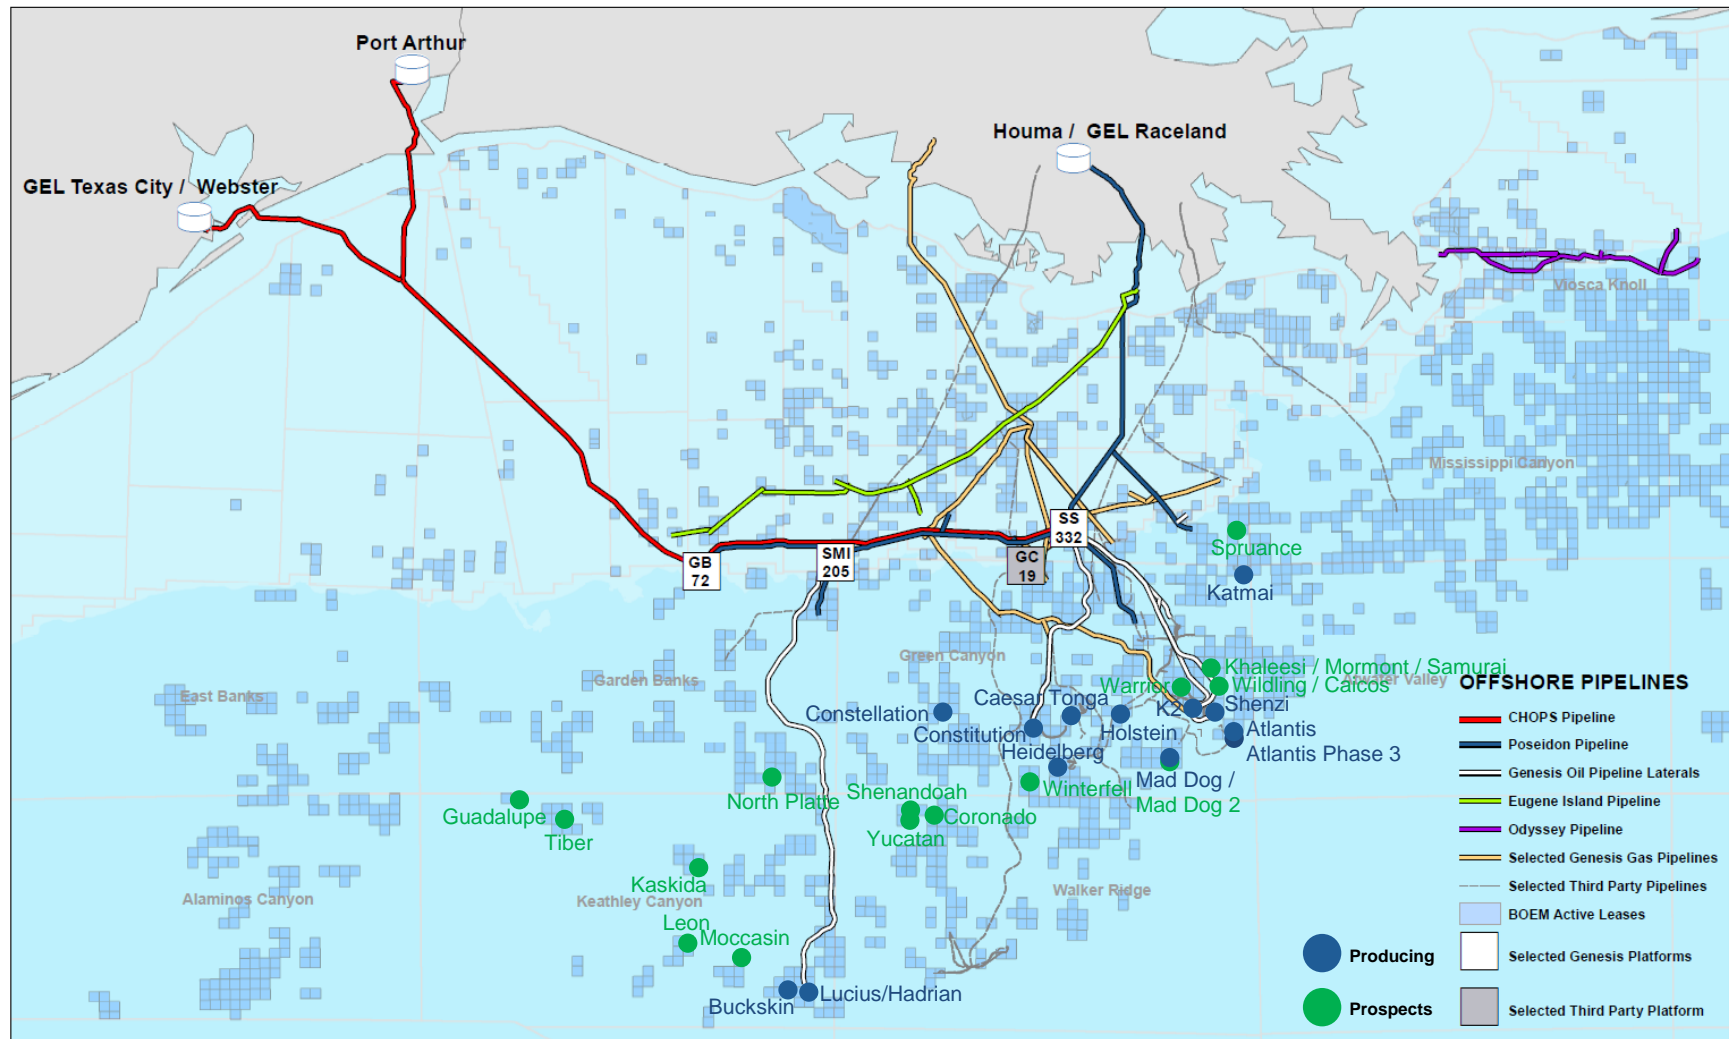 Port Arthur
Houma /  GEL Raceland
GEL Texas City /  Webster
Viosca Knoll
Mississippi Canyon
SS
332
GB
72
SMI
205
GC
19
Spruance
Katmai
Green Canyon
Garden Banks
East Banks
Khaleesi / Mormont / Samurai
Atwater Valley
Warrior
Wildling / Calcos
Caesar Tonga
K2
Shenzi
Constellation
Constitution
Holstein
Atlantis
Heidelberg
Atlantis Phase 3
Mad Dog /
Mad Dog 2
Winterfell
North Platte
Shenandoah
Coronado
Yucatan
Guadalupe
Tiber
Kaskida
Alaminos Canyon
Keathley Canyon
Walker Ridge
Leon
Moccasin
Buckskin
Lucius/Hadrian
OFFSHORE PIPELINES
CHOPS Pipeline
Poseidon Pipeline
Genesis Oil Pipeline Laterals
Eugene Island Pipeline
Odyssey Pipeline
Selected Genesis Gas Pipelines
Selected Third Party Pipelines
BOEM Active Leases
Producing
Selected Genesis Platforms
Prospects
Selected Third Party Platform